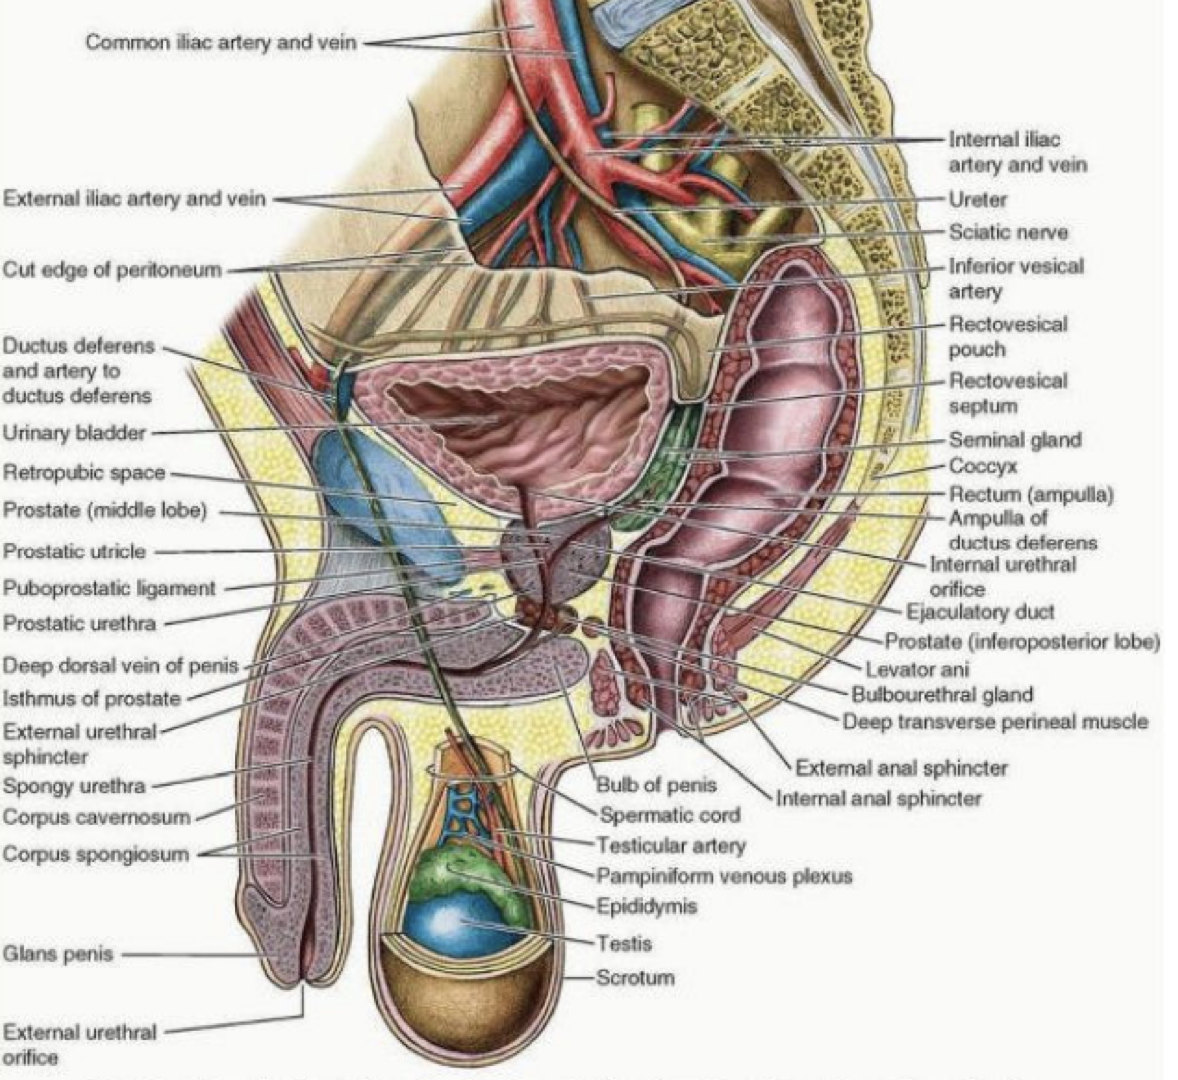 Common iliac artery and vein
External iliac artery and vein
Cut edge of peritoneum
Ductus deferens
and artery to
ductus deferens
Urinary bladder
Retropubic space
Prostate (middle lobe)
Prostatic utricle
Puboprostatic ligament
Prostatic urethra
Deep dorsal vein of penis
Isthmus of prostate
External urethral
sphincter
Spongy urethra
Corpus cavernosum
Corpus spongiosum
Glans penis
External urethral
orifice
Internal iliac
artery and vein
Ureter
Sciatic nerve
Inferior vesical
artery
Rectovesical
pouch
Rectovesical
septum
Seminal gland
Coccyx
Rectum (ampulla)
Ampulla of
ductus deferens
Internal urethral
orifice
Ejaculatory duct
Prostate (inferoposterior lobe)
Levator ani
Bulbourethral gland
Deep transverse perineal muscle
External anal sphincter
Internal anal sphincter
Bulb of penis
Spermatic cord
Testicular artery
Pampiniform venous plexus
Epididymis
Testis
Scrotum